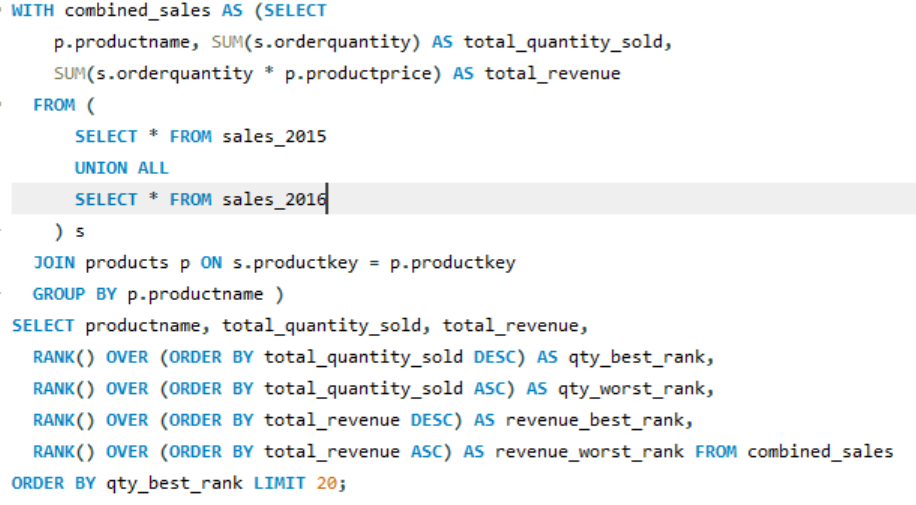 WITH combined_sales AS (SELECT
p.productname, SUM(s.orderquantity) AS total_quantity_sold,
SUM(s.orderquantity * p.productprice) AS total_revenue
FROM (
SELECT * FROM sales_2015
UNION ALL
SELECT * FROM sales_2016
) s
JOIN products p ON s.productkey = p.productkey
GROUP BY p.productname )
SELECT productname, total_quantity_sold, total_revenue,
RANK() OVER (ORDER BY total_quantity_sold DESC) AS qty_best_rank,
RANK() OVER (ORDER BY total_quantity_sold ASC) AS qty_worst_rank,
RANK() OVER (ORDER BY total_revenue DESC) AS revenue_best_rank,
RANK() OVER (ORDER BY total_revenue ASC) AS revenue_worst_rank FROM combined_sales
ORDER BY qty_best_rank LIMIT 20;